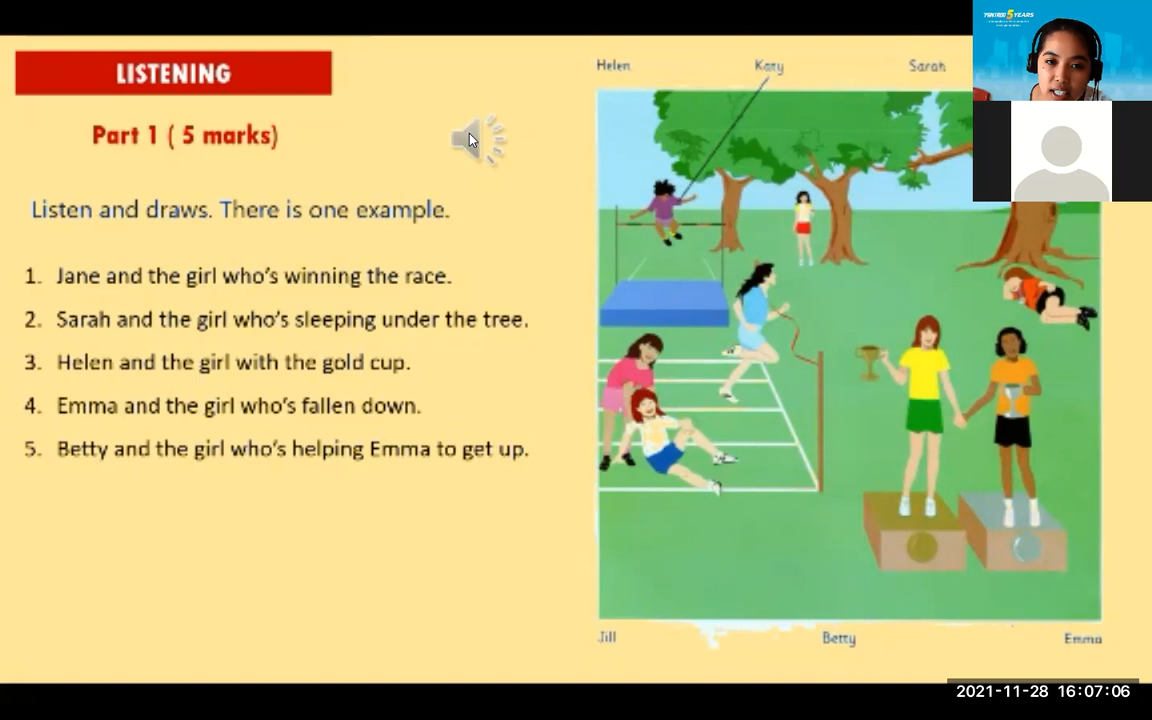 LISTENING
Part 1 ( 5 marks)
Listen and draws. There is one example.
1. Jane and the girl who's winning the race.
2. Sarah and the girl who's sleeping under the tree.
3. Helen and the girl with the gold cup.
4. Emma and the girl who's fallen down.
5. Betty and the girl who's helping Emma to get up.
Helen Katy Sarah
Jill Betty Emma
5 YEARS
2021-11-28 16:07:06